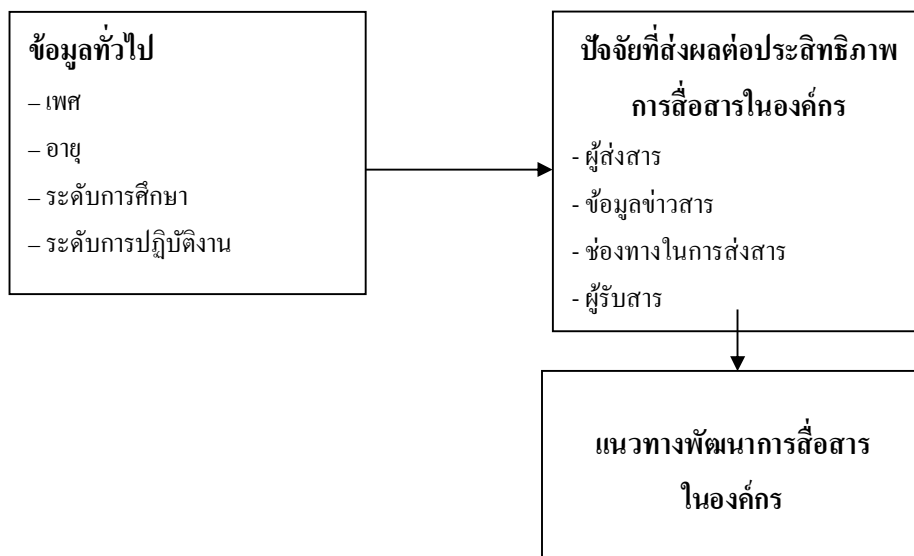 ข้อมูลทั่วไป
– เพศ
– อายุ
– ระดับการศึกษา
– ระดับการปฏิบัติงาน
ปัจจัยที่ส่งผลต่อประสิทธิภาพ
การสื่อสารในองค์กร
- ผู้ส่งสาร
- ข้อมูลข่าวสาร
- ช่องทางในการส่งสาร
- ผู้รับสาร
แนวทางพัฒนาการสื่อสาร
ในองค์กร